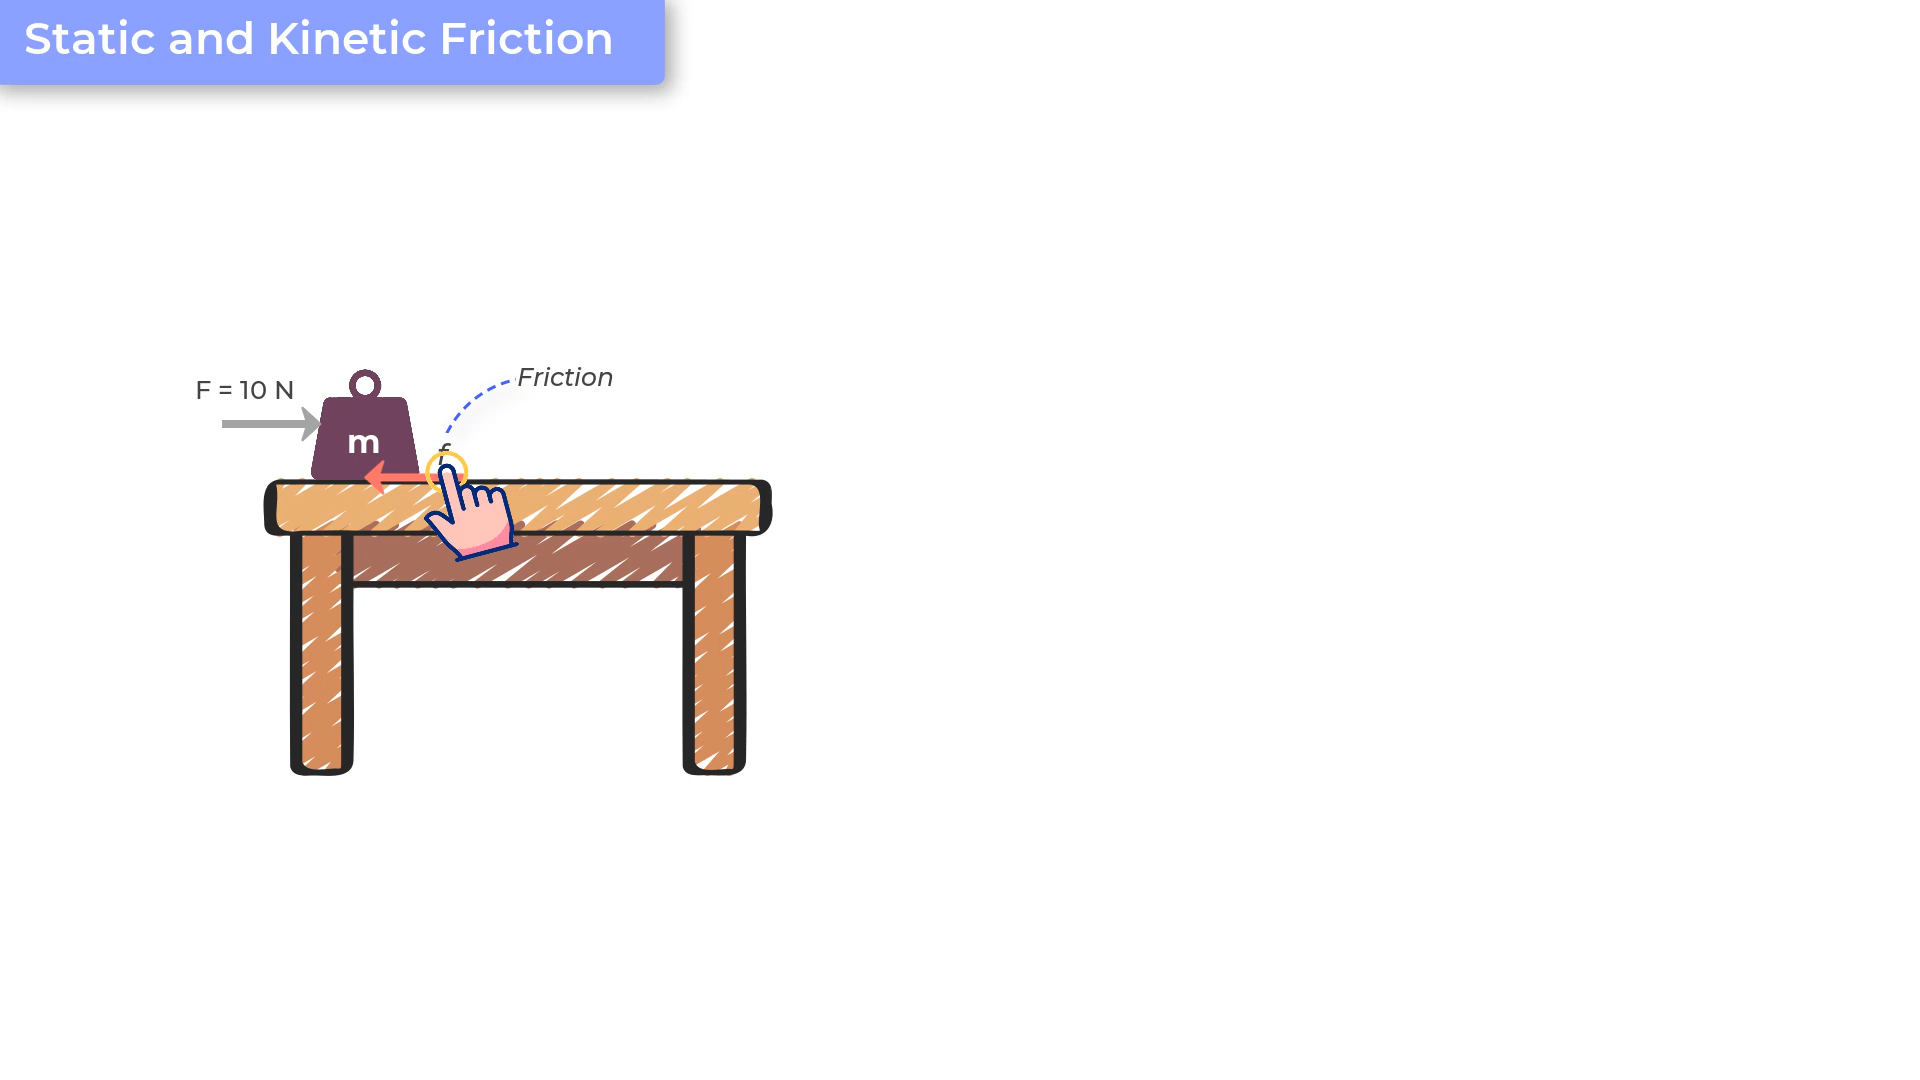 Static and Kinetic Friction
Friction
F = 10 N
m
f